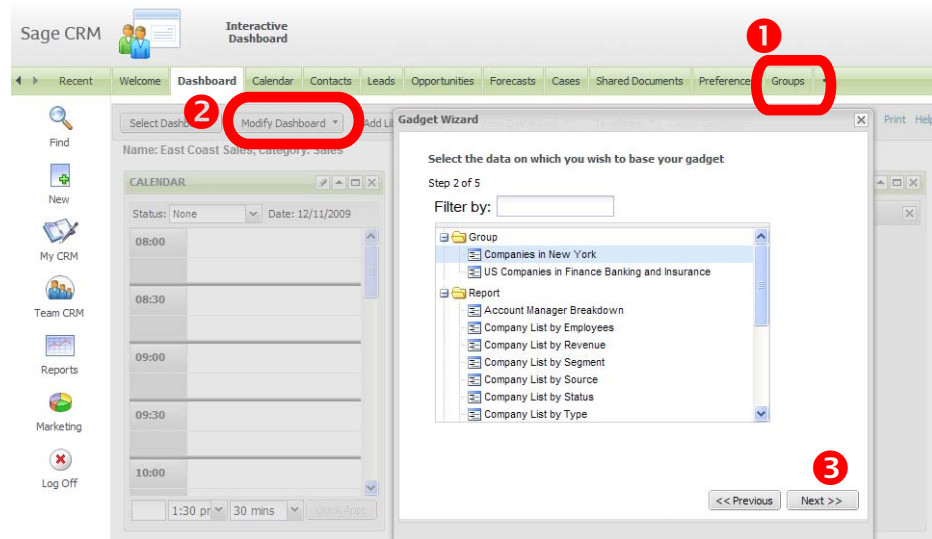 Sage CRM
Interactive
Dashboard
1
Recent Welcome Dashboard Calendar Contacts Leads Opportunities Forecasts Cases Shared Documents Preference Groups
2
Find
New
My CRM
Team CRM
Reports
Marketing
Log Off
Select Dashb Modify Dashboard Add Li
Print Help
Name: East Coast Sales, Category: Sales
CALENDAR
Status: None Date: 12/11/2009
08:00
08:30
09:00
09:30
10:00
1:30 pr 30 mins Quick Appt
Gadget Wizard
Select the data on which you wish to base your gadget
Step 2 of 5
Filter by:
Group
Companies in New York
US Companies in Finance Banking and Insurance
Report
Account Manager Breakdown
Company List by Employees
Company List by Revenue
Company List by Segment
Company List by Source
Company List by Status
Company List by Type
3
<< Previous Next >>